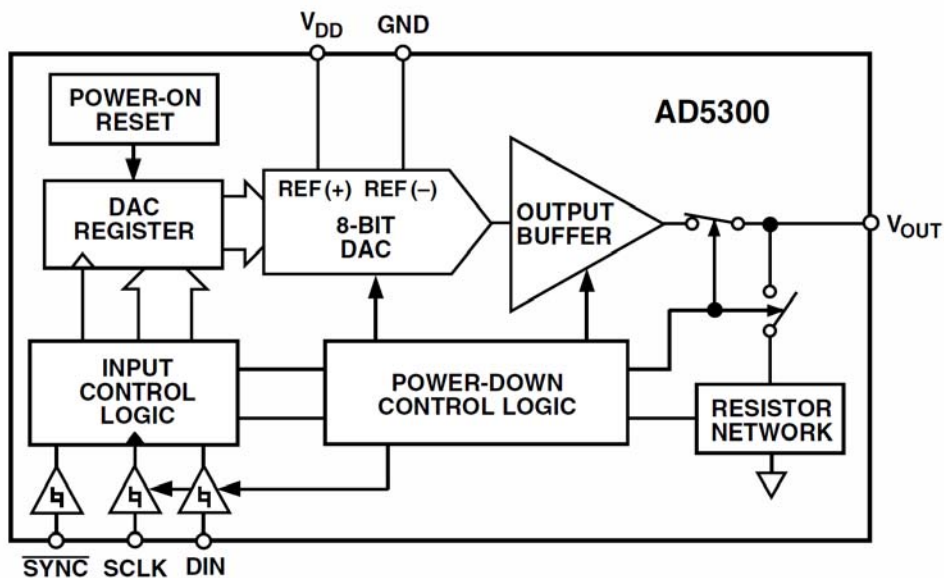 VDD GND
POWER-ON
RESET
AD5300
REF(+) REF(–)
DAC
REGISTER
8-BIT
DAC
OUTPUT
BUFFER
VOUT
INPUT
CONTROL
LOGIC
POWER-DOWN
CONTROL LOGIC
RESISTOR
NETWORK
SYNC SCLK DIN